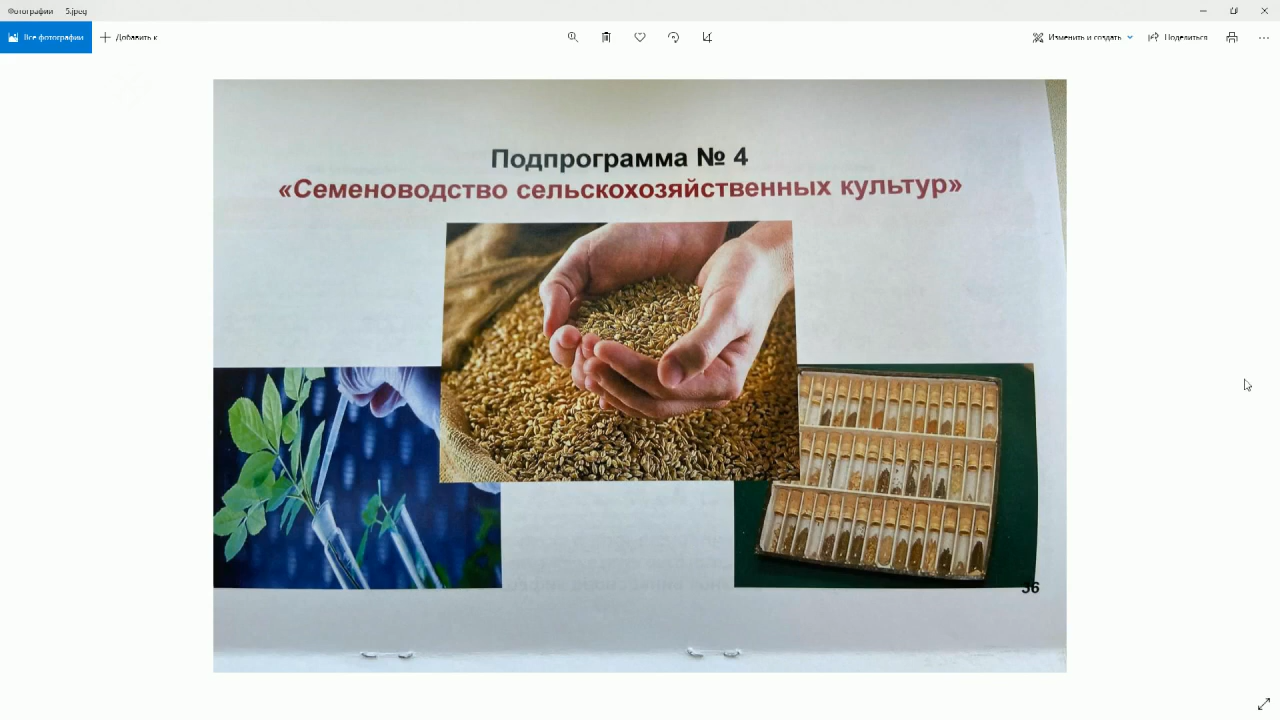 Фотографии - 5.jpeg
Все фотографии
Добавить к
Изменить и создать
Поделиться
Подпрограмма № 4
«Семеноводство сельскохозяйственных культур»
36